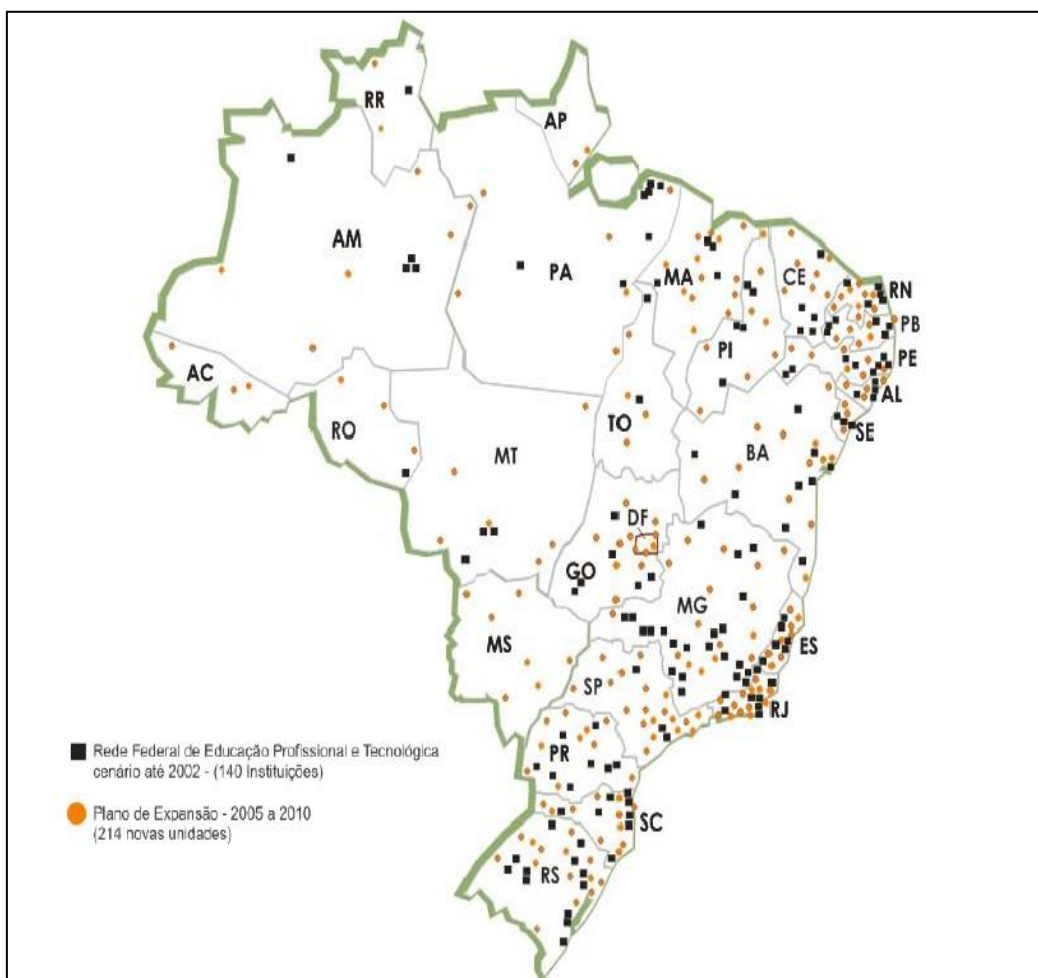 RR
AP
AM
PA
MA
CE
RN
PB
PI
PE
AC
AL
TO
RO
SE
MT
BA
DF
GO
MG
MS
ES
SP
RJ
Rede Federal de Educação Profissional e Tecnológica
cenário até 2002 - (140 Instituições)
PR
Plano de Expansão - 2005 a 2010
(214 novas unidades)
SC
RS